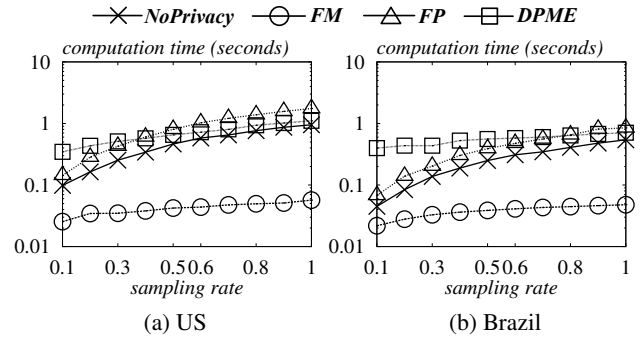 NoPrivacy FM FP DPME
computation time (seconds) computation time (seconds)
10 10
1 1
0.1 0.1
0.01 0.01
0.1 0.3 0.5 0.6 0.8 1 0.1 0.3 0.5 0.6 0.8 1
sampling rate sampling rate
(a) US (b) Brazil